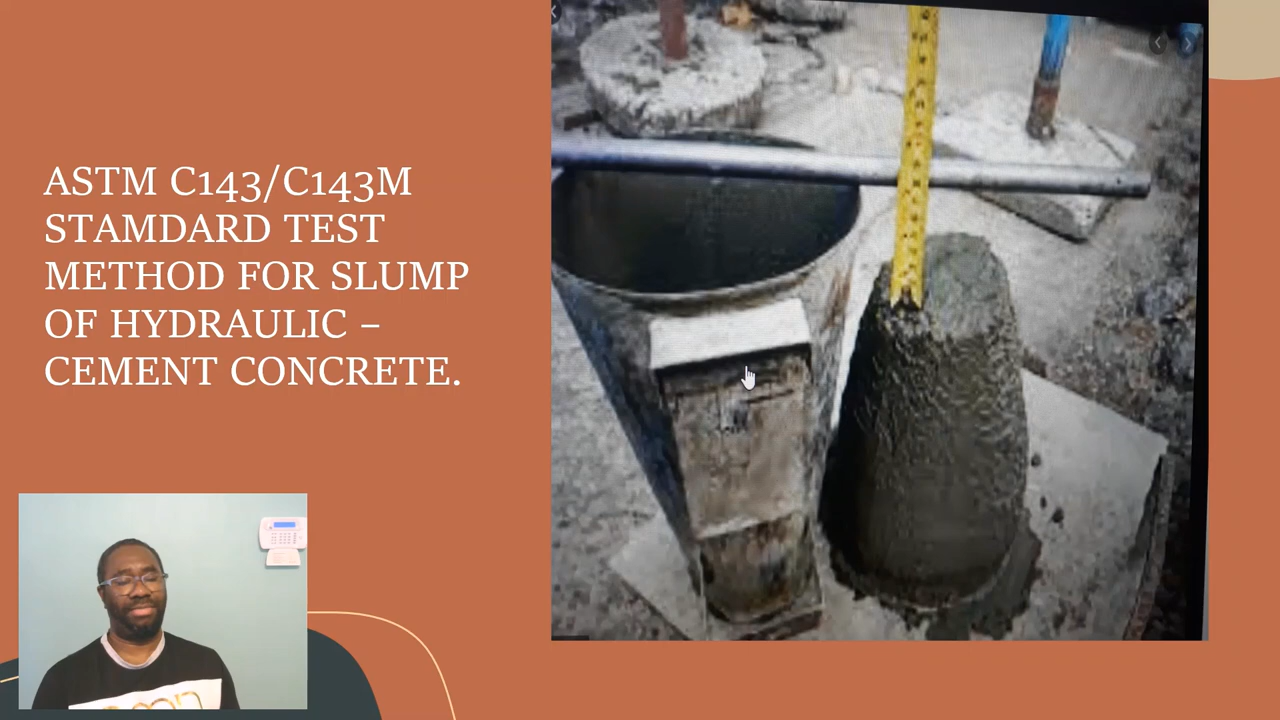 ASTM C143/C143M
STAMDARD TEST
METHOD FOR SLUMP
OF HYDRAULIC –
CEMENT CONCRETE.